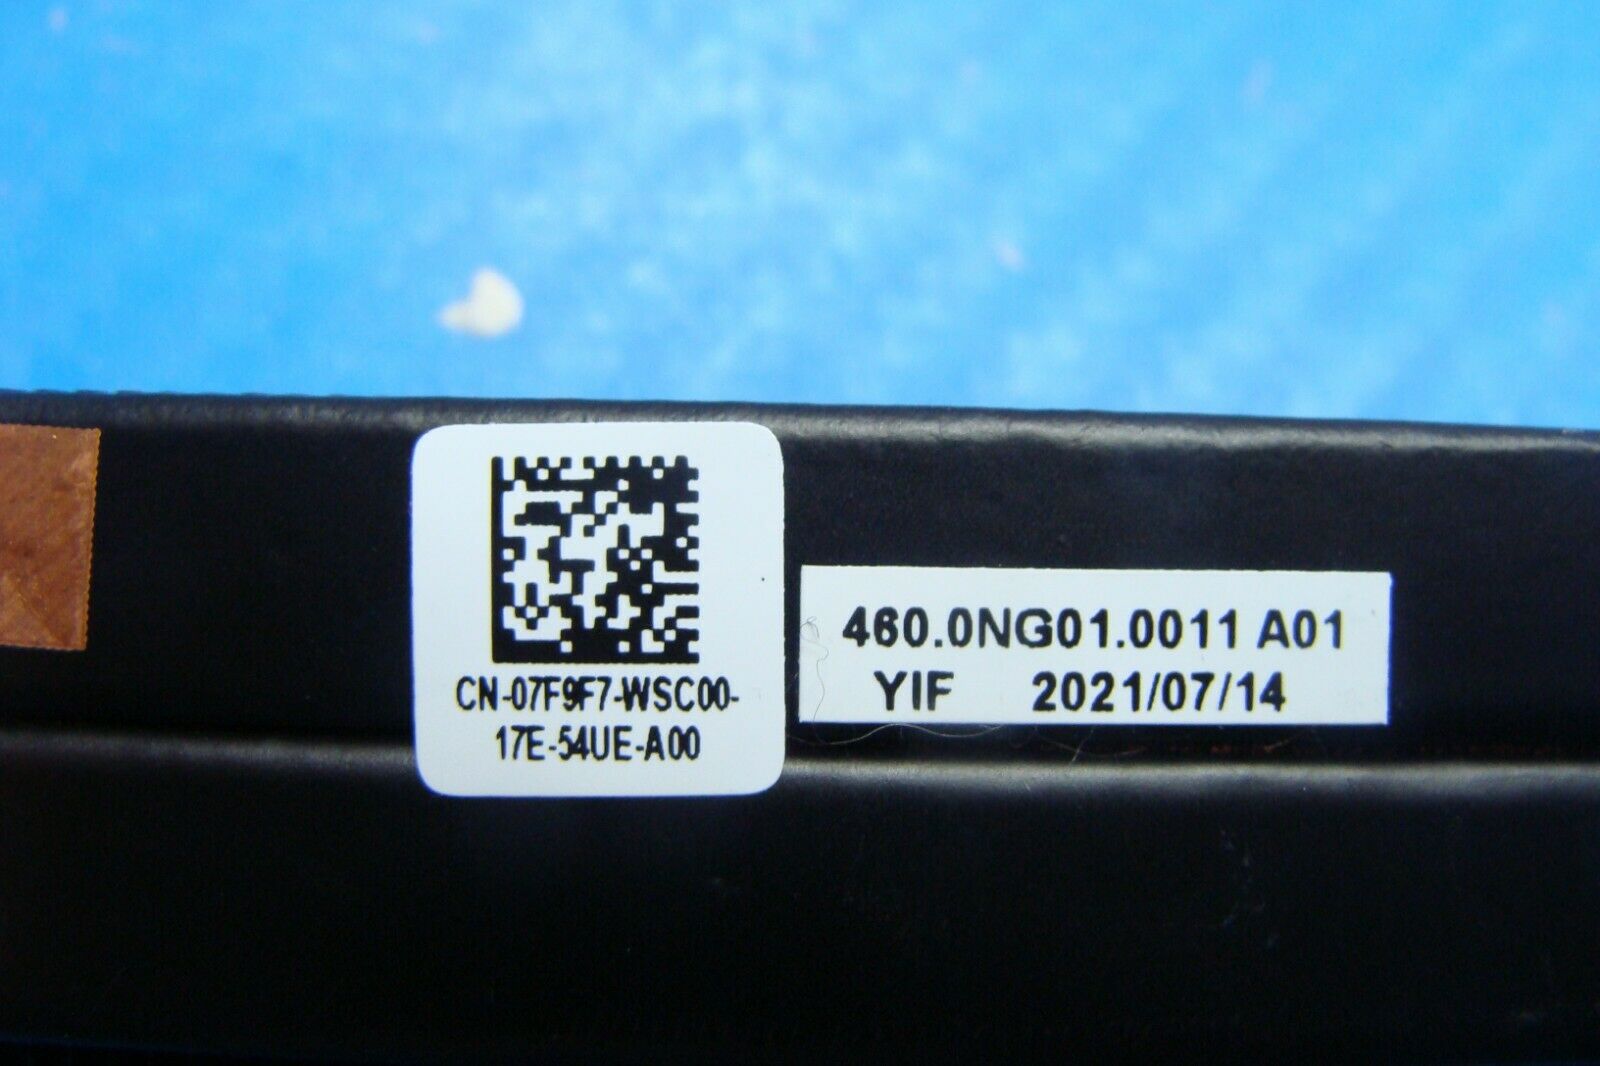 CN-07F9F7-WSC00-
17E-54UE-A00
460.0NG01.0011 A01
YIF 2021/07/14